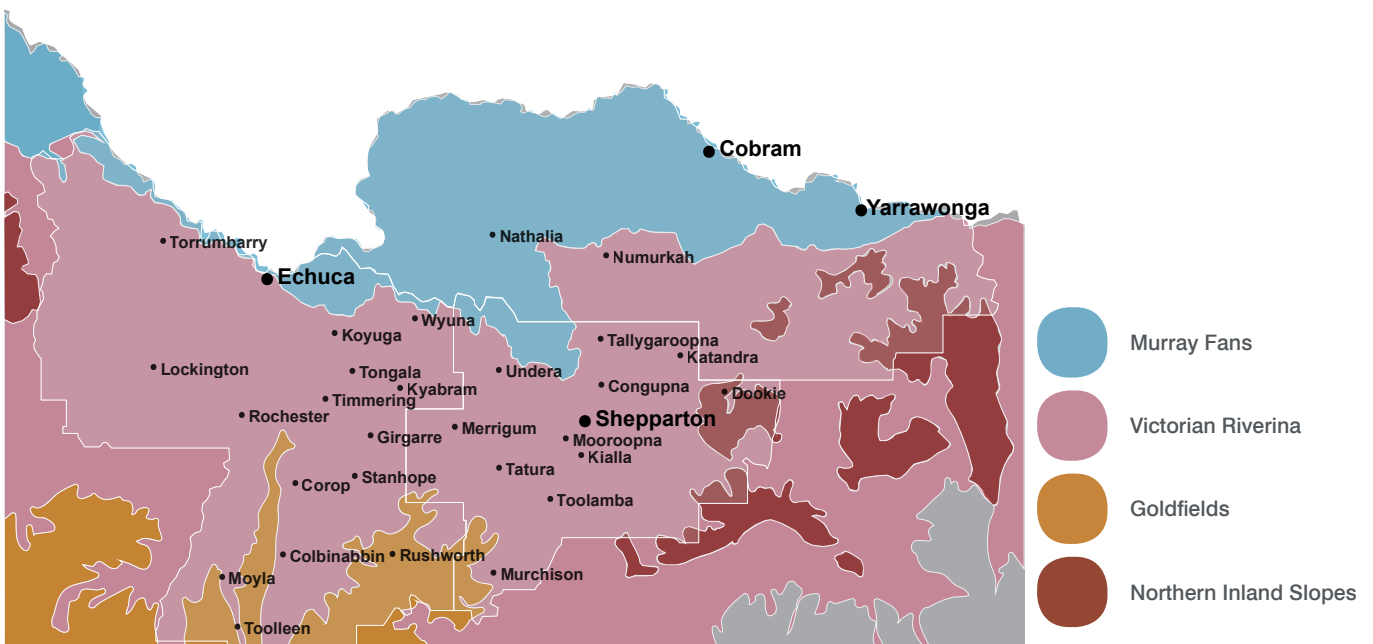 Cobram
Yarrawonga
Nathalia
Torrumbarry
Numurkah
Echuca
Wyuna
Koyuga
Tallygaroopna
Katandra
Murray Fans
Lockington
Tongala
Undera
Kyabram
Congupna
Dookie
Timmering
Rochester
Shepparton
Victorian Riverina
Merrigum
Girgarre
Mooroopna
Kialla
Tatura
Stanhope
Corop
Toolamba
Goldfields
Colbinabbin
Rushworth
Moyla
Murchison
Northern Inland Slopes
Toolleen